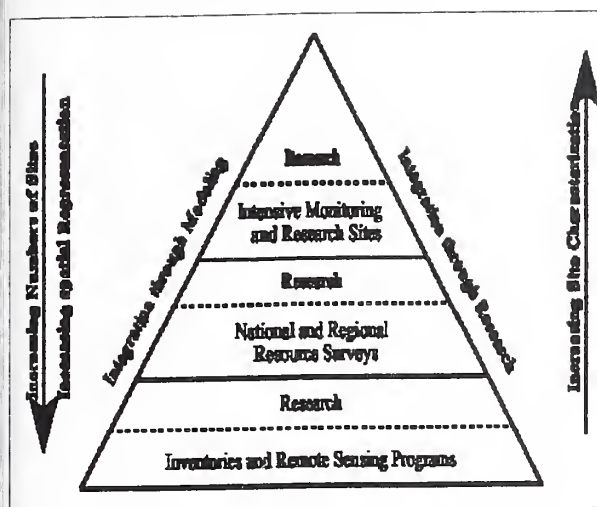 Increasing Numbers of Sites
Increasing Spatial Representation
Integration through Modeling
Research
Intensive Monitoring
and Research Sites
Research
National and Regional
Resource Surveys
Research
Inventories and Remote Sensing Programs
Integration through Research
Increasing Site Characterization